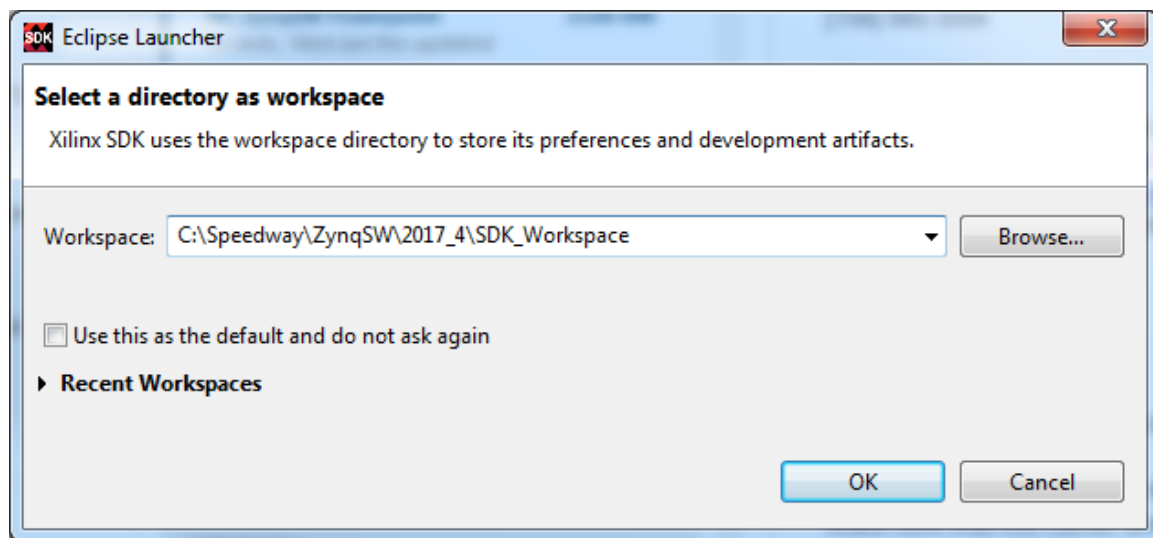 SDK Eclipse Launcher
Select a directory as workspace
Xilinx SDK uses the workspace directory to store its preferences and development artifacts.
Workspace: C:\Speedway\ZynqSW\2017_4\SDK_Workspace Browse...
Use this as the default and do not ask again
Recent Workspaces
OK Cancel